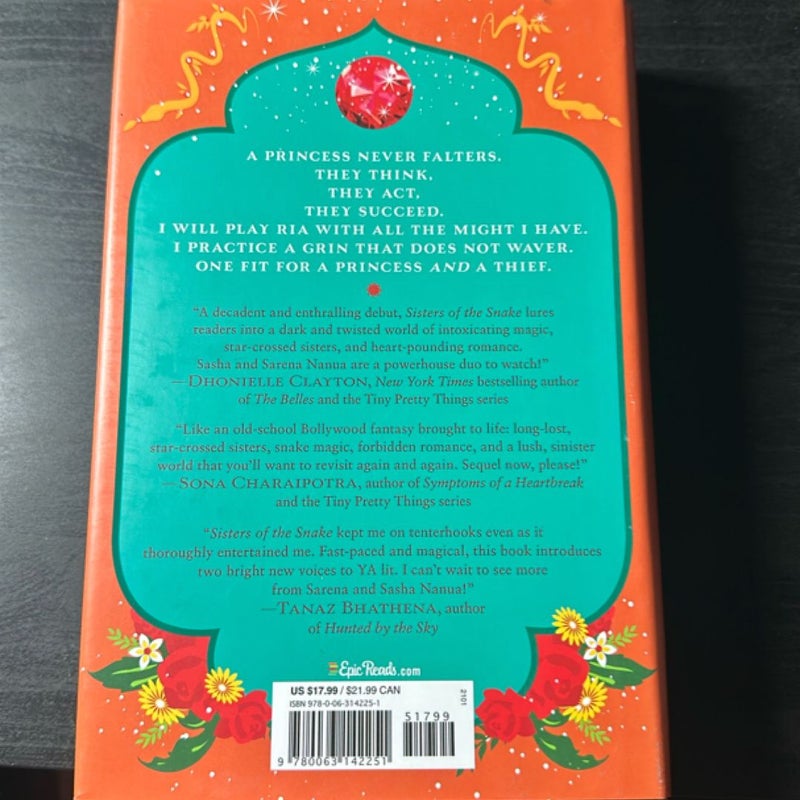 A PRINCESS NEVER FALTERS.
THEY THINK,
THEY ACT,
THEY SUCCEED.
I WILL PLAY RIA WITH ALL THE MIGHT I HAVE.
I PRACTICE A GRIN THAT DOES NOT WAVER.
ONE FIT FOR A PRINCESS AND A THIEF.
“A decadent and enthralling debut, Sisters of the Snake lures
readers into a dark and twisted world of intoxicating magic,
star-crossed sisters, and heart-pounding romance.
Sasha and Sarena Nanua are a powerhouse duo to watch!”
—DHONIELLE CLAYTON, New York Times bestselling author
of The Belles and the Tiny Pretty Things series
“Like an old-school Bollywood fantasy brought to life: long-lost,
star-crossed sisters, snake magic, forbidden romance, and a lush, sinister
world that you’ll want to revisit again and again. Sequel now, please!”
—SONA CHARAIPOTRA, author of Symptoms of a Heartbreak
and the Tiny Pretty Things series
“Sisters of the Snake kept me on tenterhooks even as it
thoroughly entertained me. Fast-paced and magical, this book introduces
two bright new voices to YA lit. I can’t wait to see more
from Sarena and Sasha Nanua!”
—TANAZ BHATHENA, author
of Hunted by the Sky
EpicReads.com
US $17.99 / $21.99 CAN
ISBN 978-0-06-314225-1
2101
51799
9 780063 142251